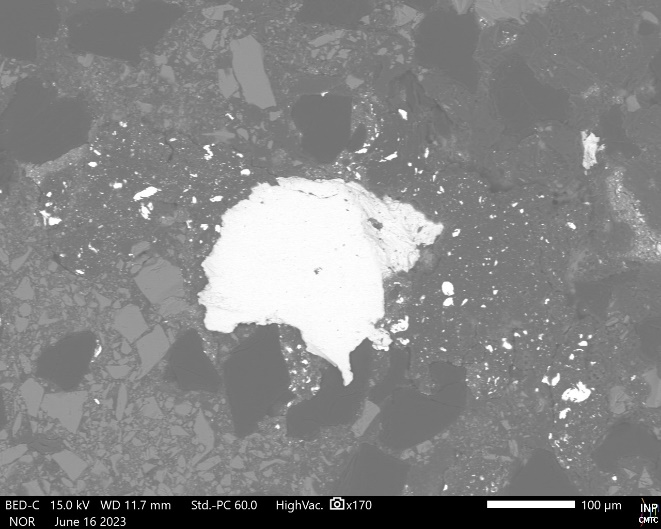 BED-C 15.0 kV WD 11.7 mm Std.-PC 60.0 HighVac. x170 100 µm
NOR June 16 2023
INP
CMTC